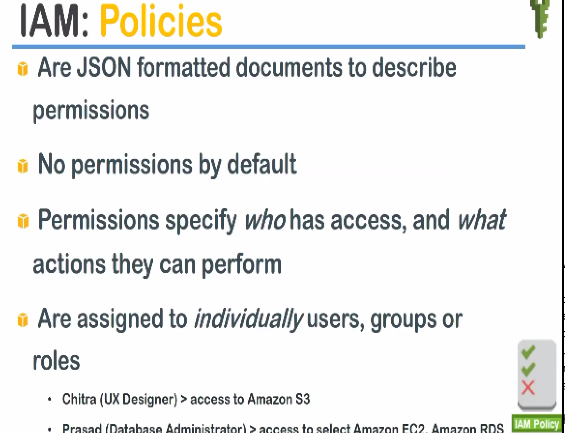 IAM: Policies
Are JSON formatted documents to describe
permissions
No permissions by default
Permissions specify who has access, and what
actions they can perform
Are assigned to individually users, groups or
roles
• Chitra (UX Designer) > access to Amazon S3
• Prasad (Database Administrator) > access to select Amazon EC2, Amazon RDS
IAM Policy